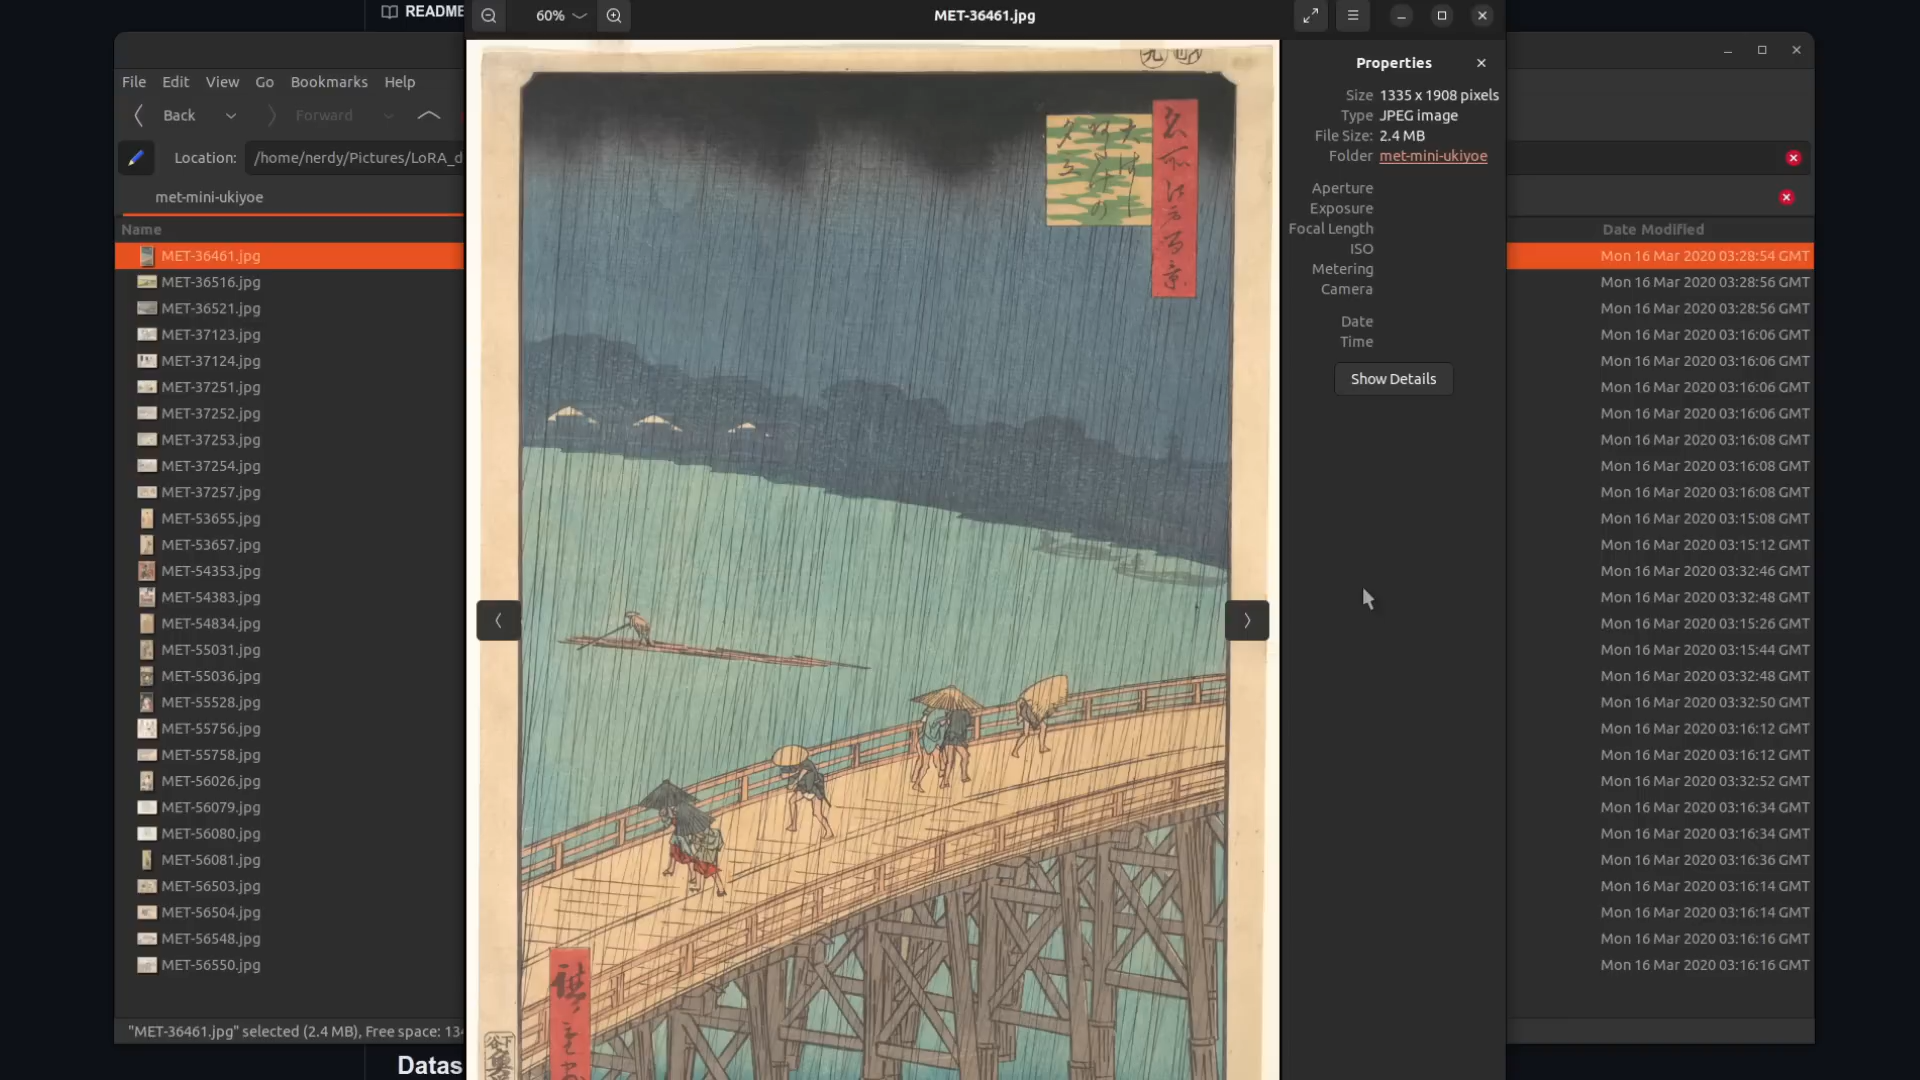 README
60%
MET-36461.jpg
File Edit View Go Bookmarks Help
Back Forward
Location: /home/nerdy/Pictures/LoRA_d
met-mini-ukiyoe
Name
MET-36461.jpg
MET-36516.jpg
MET-36521.jpg
MET-37123.jpg
MET-37124.jpg
MET-37251.jpg
MET-37252.jpg
MET-37253.jpg
MET-37254.jpg
MET-37257.jpg
MET-53655.jpg
MET-53657.jpg
MET-54353.jpg
MET-54383.jpg
MET-54834.jpg
MET-55031.jpg
MET-55036.jpg
MET-55528.jpg
MET-55756.jpg
MET-55758.jpg
MET-56026.jpg
MET-56079.jpg
MET-56080.jpg
MET-56081.jpg
MET-56503.jpg
MET-56504.jpg
MET-56548.jpg
MET-56550.jpg
"MET-36461.jpg" selected (2.4 MB), Free space: 134
Datas
名所江戸百景
大はし
あたけの
夕立
Properties
Size 1335 x 1908 pixels
Type JPEG image
File Size: 2.4 MB
Folder met-mini-ukiyoe
Aperture
Exposure
Focal Length
ISO
Metering
Camera
Date
Time
Show Details
Date Modified
Mon 16 Mar 2020 03:28:54 GMT
Mon 16 Mar 2020 03:28:56 GMT
Mon 16 Mar 2020 03:28:56 GMT
Mon 16 Mar 2020 03:16:06 GMT
Mon 16 Mar 2020 03:16:06 GMT
Mon 16 Mar 2020 03:16:06 GMT
Mon 16 Mar 2020 03:16:06 GMT
Mon 16 Mar 2020 03:16:08 GMT
Mon 16 Mar 2020 03:16:08 GMT
Mon 16 Mar 2020 03:16:08 GMT
Mon 16 Mar 2020 03:15:08 GMT
Mon 16 Mar 2020 03:15:12 GMT
Mon 16 Mar 2020 03:32:46 GMT
Mon 16 Mar 2020 03:32:48 GMT
Mon 16 Mar 2020 03:15:26 GMT
Mon 16 Mar 2020 03:15:44 GMT
Mon 16 Mar 2020 03:32:48 GMT
Mon 16 Mar 2020 03:32:50 GMT
Mon 16 Mar 2020 03:16:12 GMT
Mon 16 Mar 2020 03:16:12 GMT
Mon 16 Mar 2020 03:32:52 GMT
Mon 16 Mar 2020 03:16:34 GMT
Mon 16 Mar 2020 03:16:34 GMT
Mon 16 Mar 2020 03:16:36 GMT
Mon 16 Mar 2020 03:16:14 GMT
Mon 16 Mar 2020 03:16:14 GMT
Mon 16 Mar 2020 03:16:16 GMT
Mon 16 Mar 2020 03:16:16 GMT